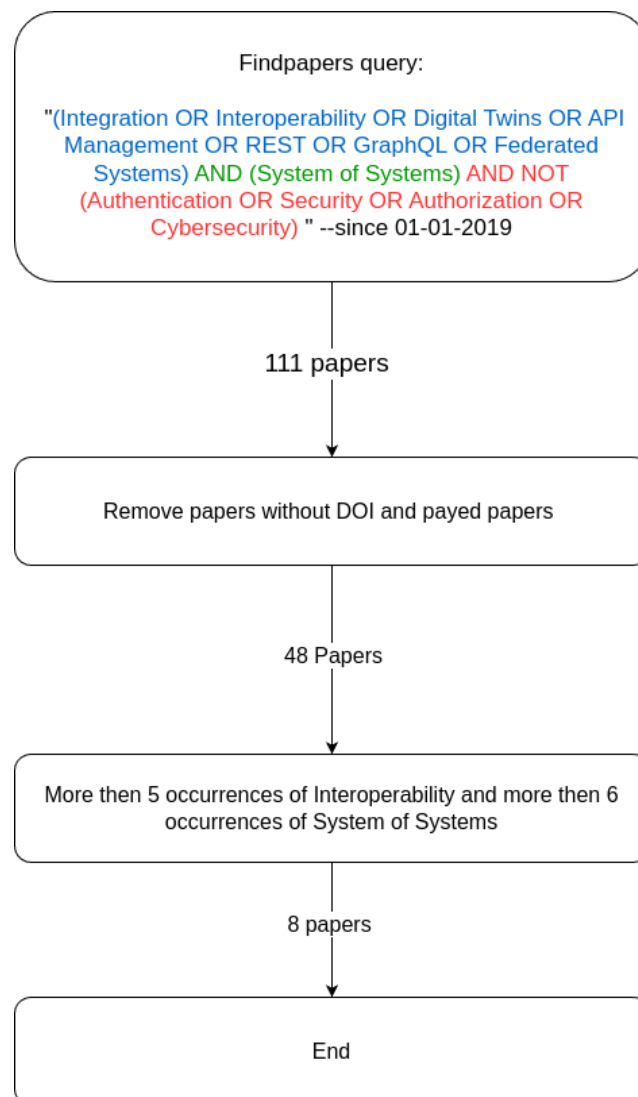 Findpapers query:
"(Integration OR Interoperability OR Digital Twins OR API
Management OR REST OR GraphQL OR Federated
Systems) AND (System of Systems) AND NOT
(Authentication OR Security OR Authorization OR
Cybersecurity) " --since 01-01-2019
111 papers
Remove papers without DOI and payed papers
48 Papers
More then 5 occurrences of Interoperability and more then 6
occurrences of System of Systems
8 papers
End